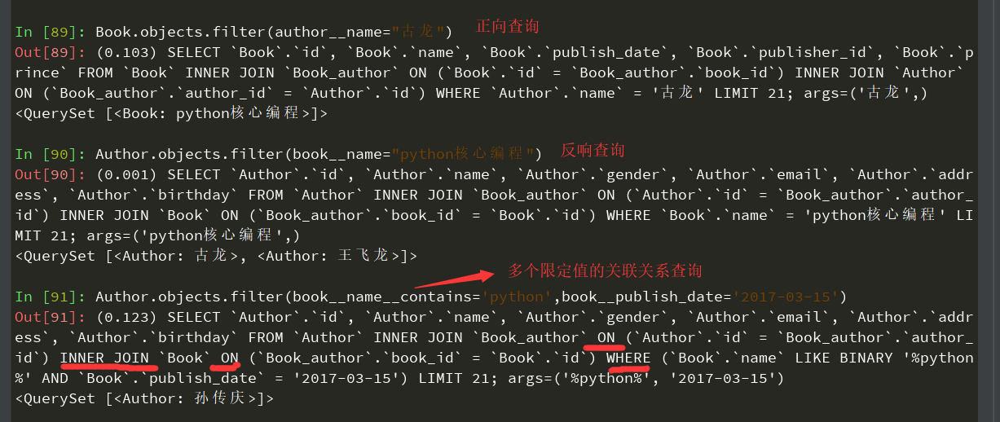 In [89]: Book.objects.filter(author__name="古龙") 正向查询
Out[89]: (0.103) SELECT `Book`.`id`, `Book`.`name`, `Book`.`publish_date`, `Book`.`publisher_id`, `Book`.`p
rince` FROM `Book` INNER JOIN `Book_author` ON (`Book`.`id` = `Book_author`.`book_id`) INNER JOIN `Author`
ON (`Book_author`.`author_id` = `Author`.`id`) WHERE `Author`.`name` = '古龙' LIMIT 21; args=('古龙',)
<QuerySet [<Book: python核心编程>]>
In [90]: Author.objects.filter(book__name="python核心编程") 反响查询
Out[90]: (0.001) SELECT `Author`.`id`, `Author`.`name`, `Author`.`gender`, `Author`.`email`, `Author`.`addr
ess`, `Author`.`birthday` FROM `Author` INNER JOIN `Book_author` ON (`Author`.`id` = `Book_author`.`author_
id`) INNER JOIN `Book` ON (`Book_author`.`book_id` = `Book`.`id`) WHERE `Book`.`name` = 'python核心编程' LI
MIT 21; args=('python核心编程',)
<QuerySet [<Author: 古龙>, <Author: 王飞龙>]>
多个限定值的关联关系查询
In [91]: Author.objects.filter(book__name__contains='python',book__publish_date='2017-03-15')
Out[91]: (0.123) SELECT `Author`.`id`, `Author`.`name`, `Author`.`gender`, `Author`.`email`, `Author`.`addr
ess`, `Author`.`birthday` FROM `Author` INNER JOIN `Book_author` ON (`Author`.`id` = `Book_author`.`author_
id`) INNER JOIN `Book` ON (`Book_author`.`book_id` = `Book`.`id`) WHERE (`Book`.`name` LIKE BINARY '%python
%' AND `Book`.`publish_date` = '2017-03-15') LIMIT 21; args=('%python%', '2017-03-15')
<QuerySet [<Author: 孙传庆>]>